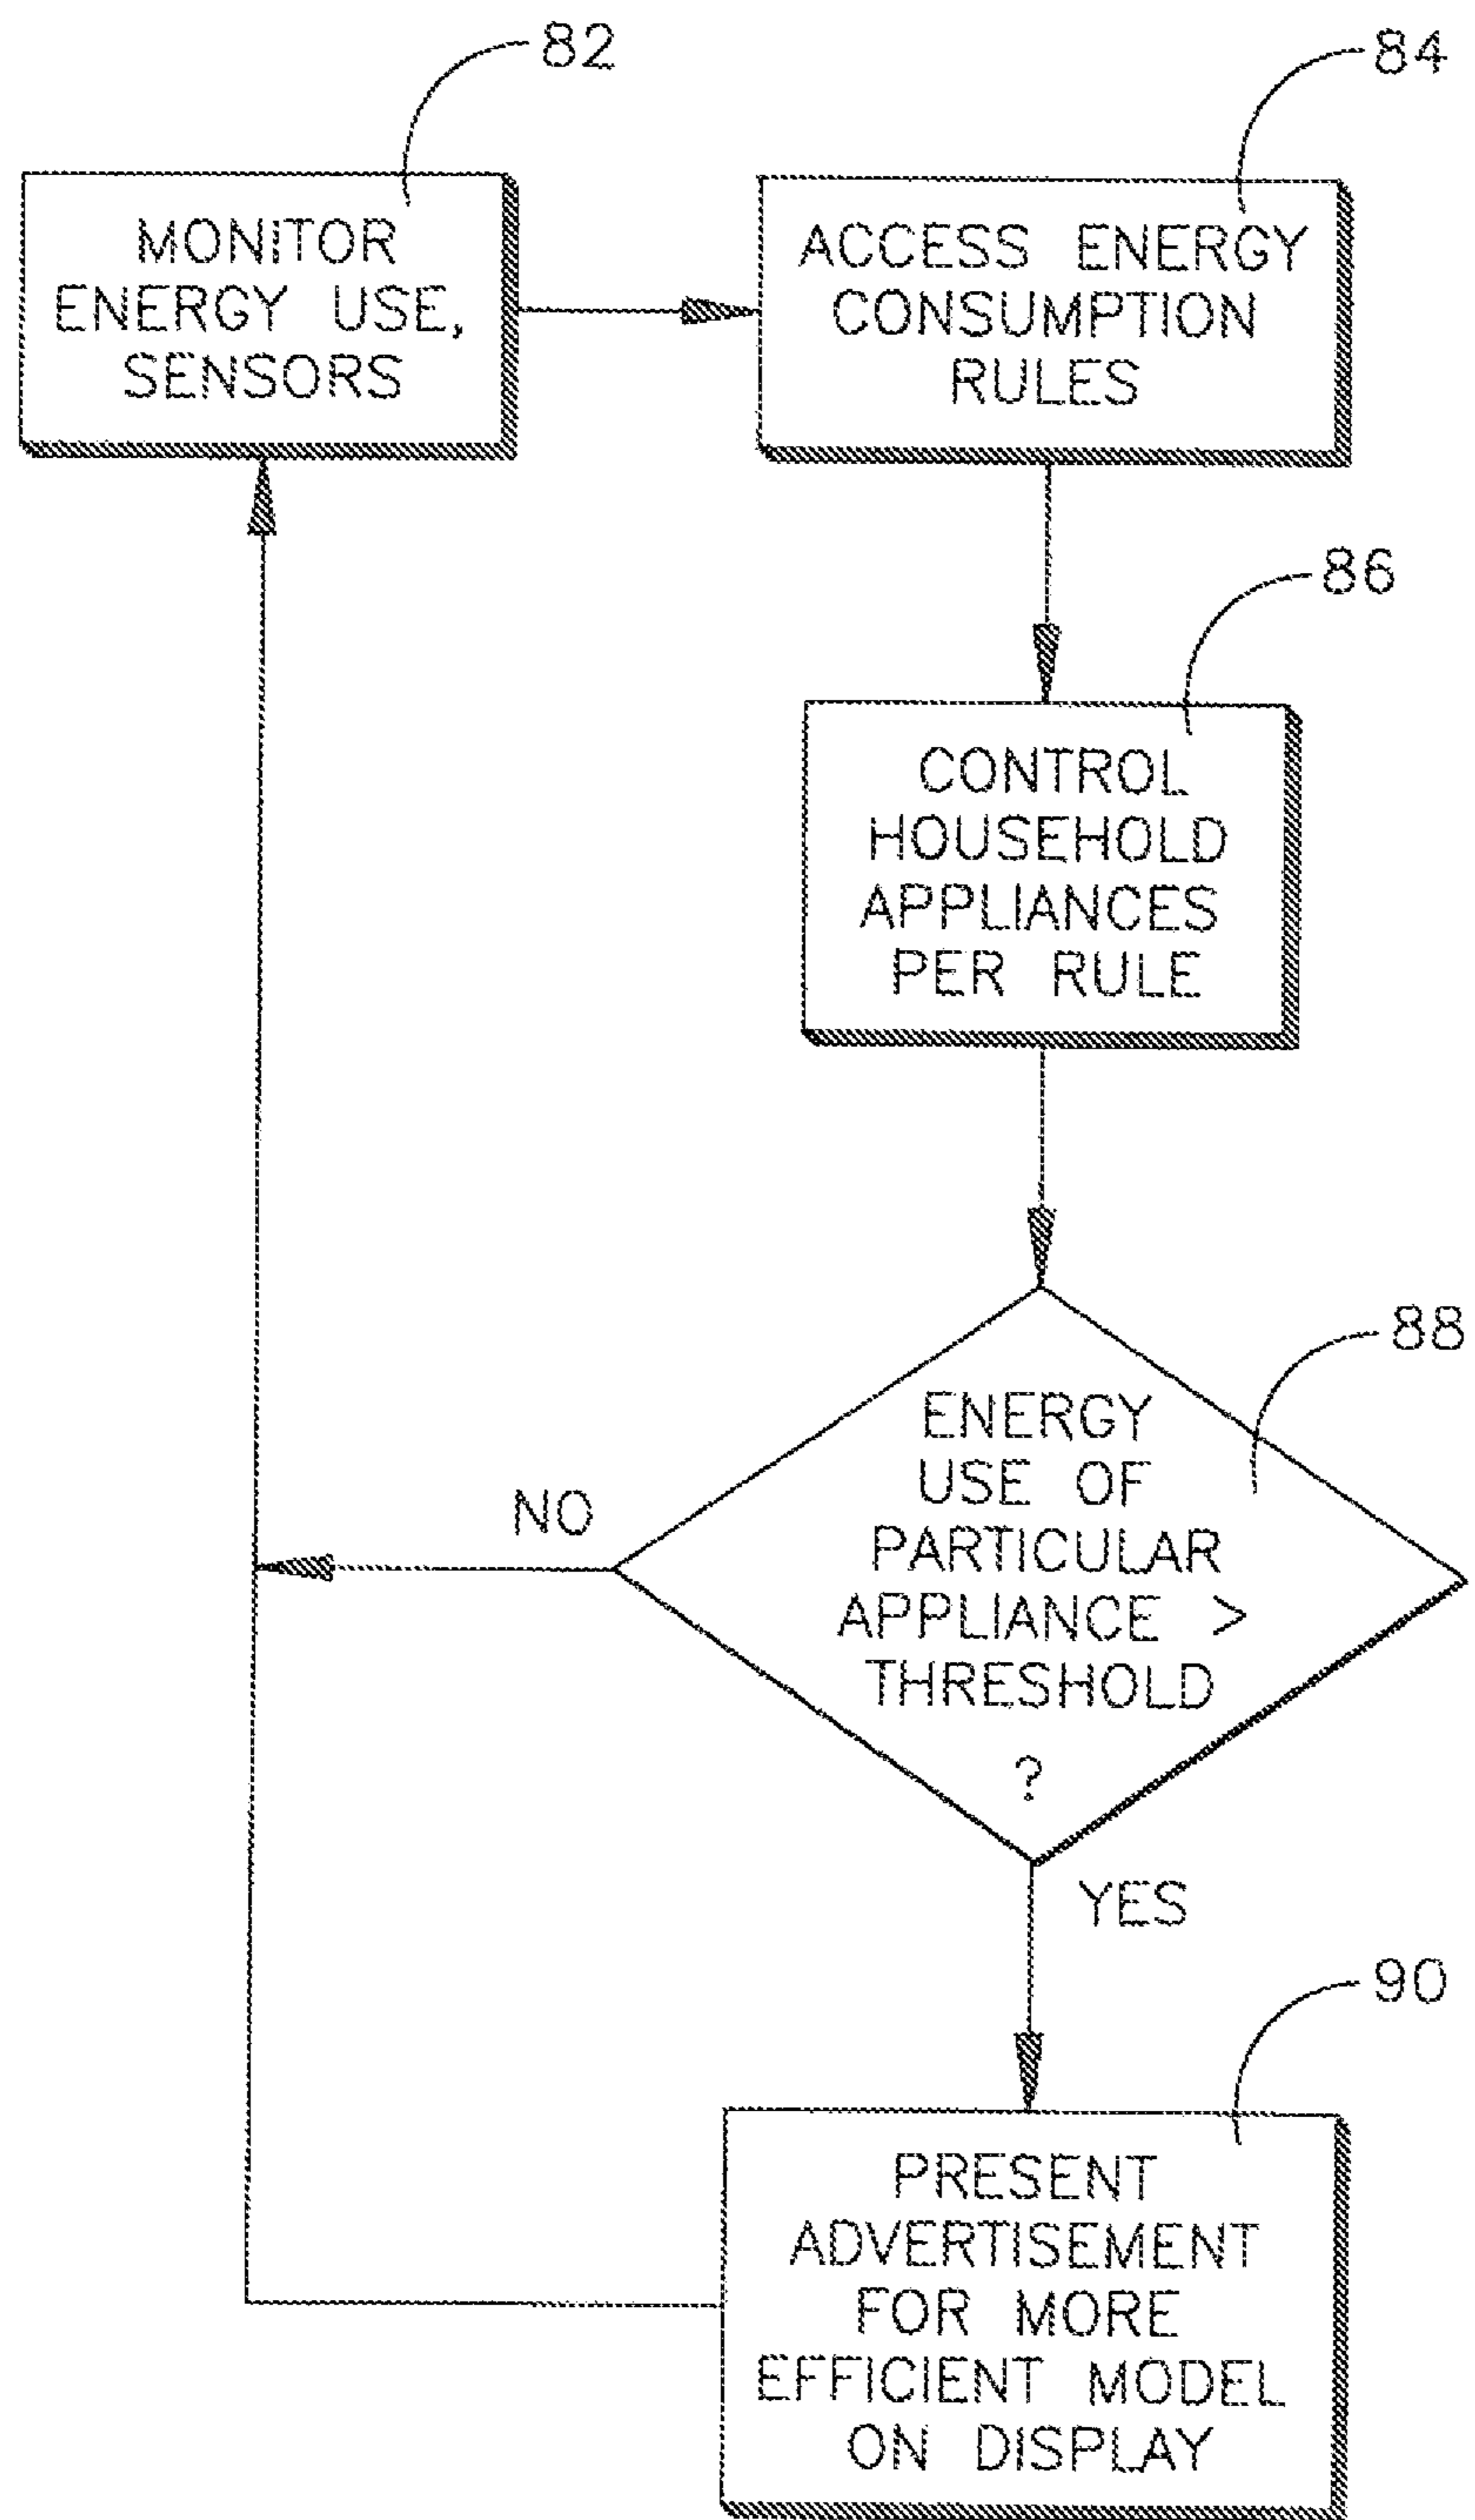 82
MONITOR
ENERGY USE,
SENSORS
84
ACCESS ENERGY
CONSUMPTION
RULES
86
CONTROL
HOUSEHOLD
APPLIANCES
PER RULE
88
ENERGY
USE OF
PARTICULAR
APPLIANCE >
THRESHOLD
?
NO
YES
90
PRESENT
ADVERTISEMENT
FOR MORE
EFFICIENT MODEL
ON DISPLAY